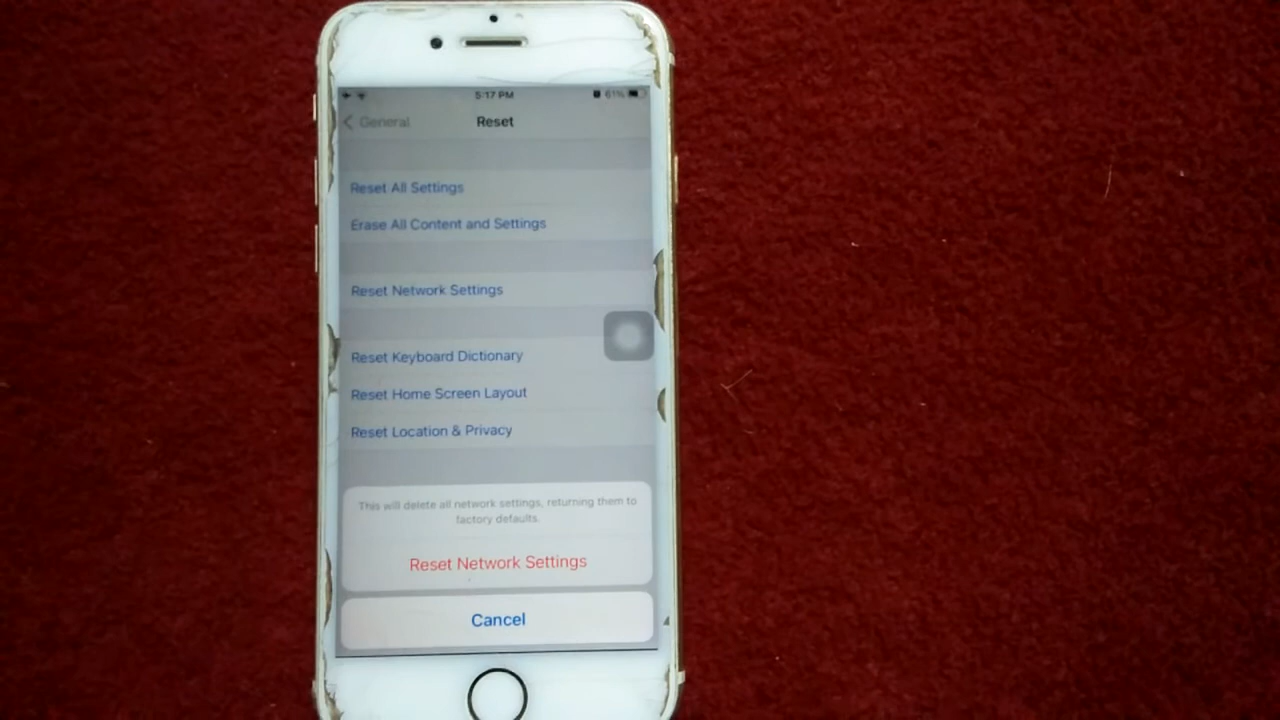 5:17 PM 61%
General Reset
Reset All Settings
Erase All Content and Settings
Reset Network Settings
Reset Keyboard Dictionary
Reset Home Screen Layout
Reset Location & Privacy
This will delete all network settings, returning them to
factory defaults.
Reset Network Settings
Cancel